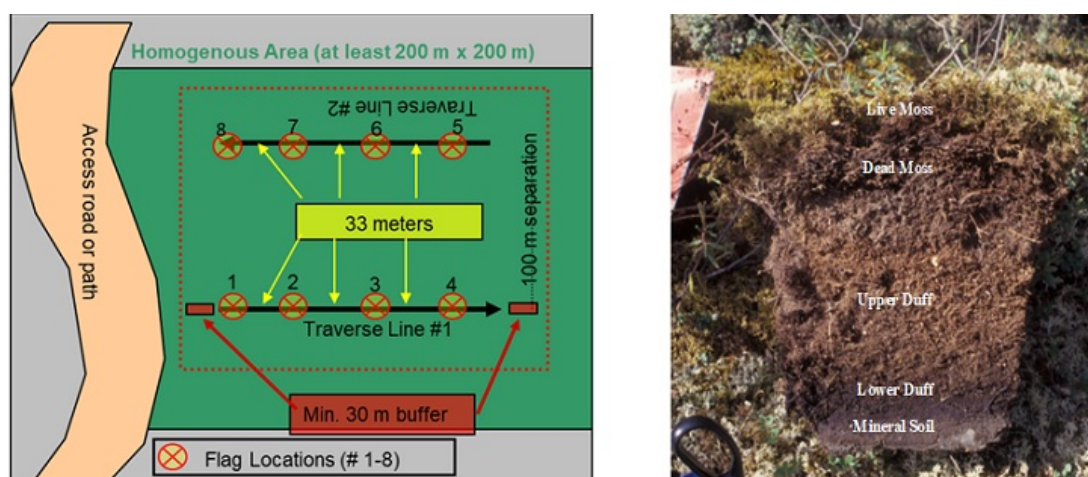 Homogenous Area (at least 200 m x 200 m)
Access road or path
Traverse Line #2
8
7
6
5
33 meters
100 m separation
1
2
3
4
Traverse Line #1
Min. 30 m buffer
Flag Locations (# 1-8)
Live Moss
Dead Moss
Upper Duff
Lower Duff
Mineral Soil